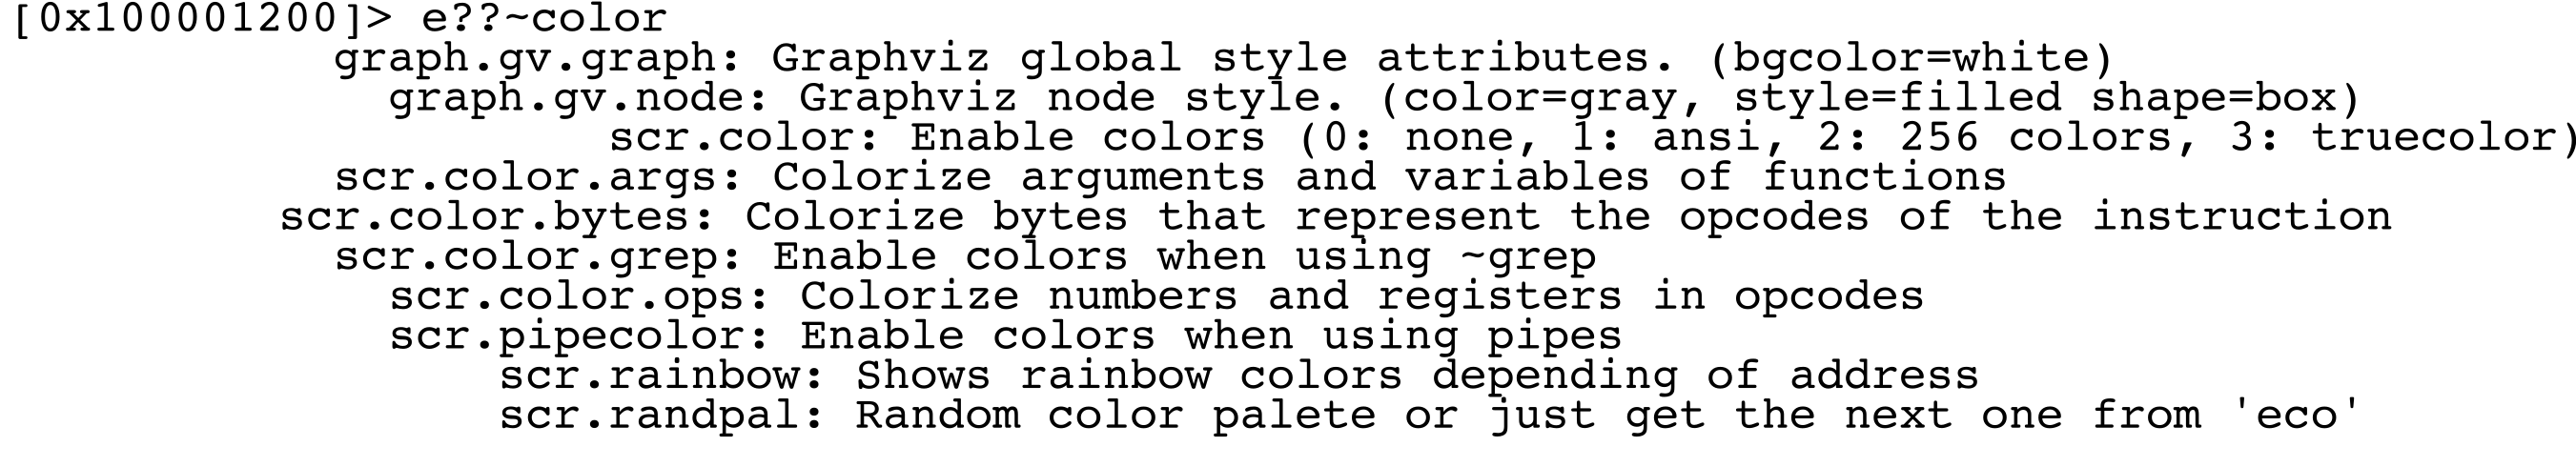 [0x100001200]> e??~color
graph.gv.graph: Graphviz global style attributes. (bgcolor=white)
graph.gv.node: Graphviz node style. (color=gray, style=filled shape=box)
scr.color: Enable colors (0: none, 1: ansi, 2: 256 colors, 3: truecolor)
scr.color.args: Colorize arguments and variables of functions
scr.color.bytes: Colorize bytes that represent the opcodes of the instruction
scr.color.grep: Enable colors when using ~grep
scr.color.ops: Colorize numbers and registers in opcodes
scr.pipecolor: Enable colors when using pipes
scr.rainbow: Shows rainbow colors depending of address
scr.randpal: Random color palete or just get the next one from 'eco'